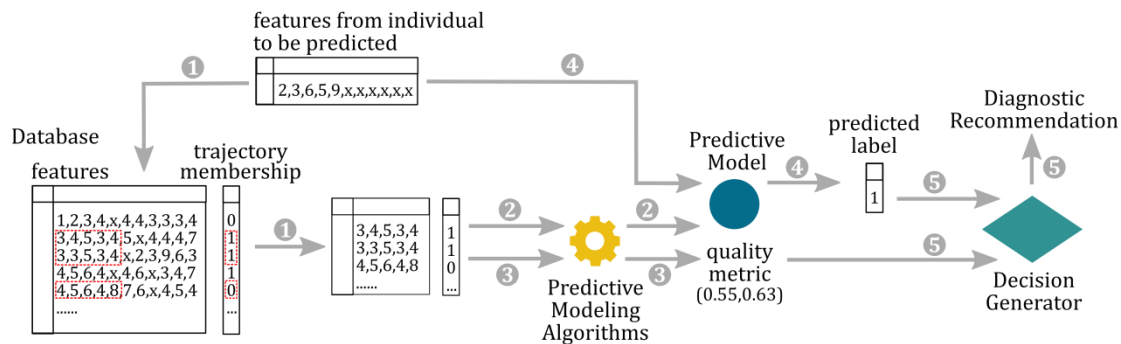 features from individual
to be predicted
2,3,6,5,9,x,x,x,x,x,x
1
4
Database
features
trajectory
membership
1,2,3,4,x,4,4,3,3,3,4
0
3,4,5,3,4,5,x,4,4,4,7
1
3,3,5,3,4,x,2,3,9,6,3
1
4,5,6,4,x,4,6,x,3,4,7
1
4,5,6,4,8,7,6,x,4,5,4
0
......
...
1
3,4,5,3,4
1
3,3,5,3,4
1
4,5,6,4,8
0
......
...
2
3
Predictive Modeling
Algorithms
2
3
Predictive
Model
quality
metric
(0.55,0.63)
4
predicted
label
1
5
5
Diagnostic
Recommendation
5
Decision
Generator